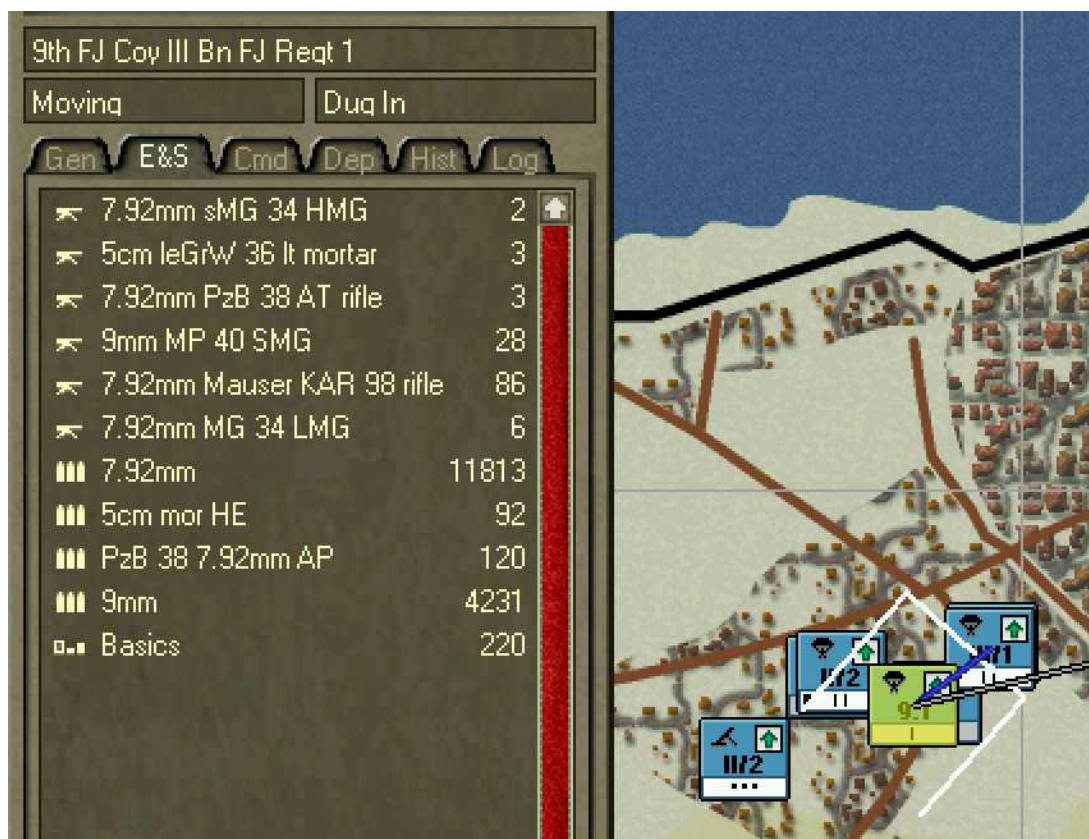 9th FJ Coy III Bn FJ Regt 1
Moving
Dug In
Gen E&S Cmd Dep Hist Log
7.92mm sMG 34 HMG 2
5cm leGrW 36 lt mortar 3
7.92mm PzB 38 AT rifle 3
9mm MP 40 SMG 28
7.92mm Mauser KAR 98 rifle 86
7.92mm MG 34 LMG 6
7.92mm 11813
5cm mor HE 92
PzB 38 7.92mm AP 120
9mm 4231
Basics 220
II/2
9.1
II/2